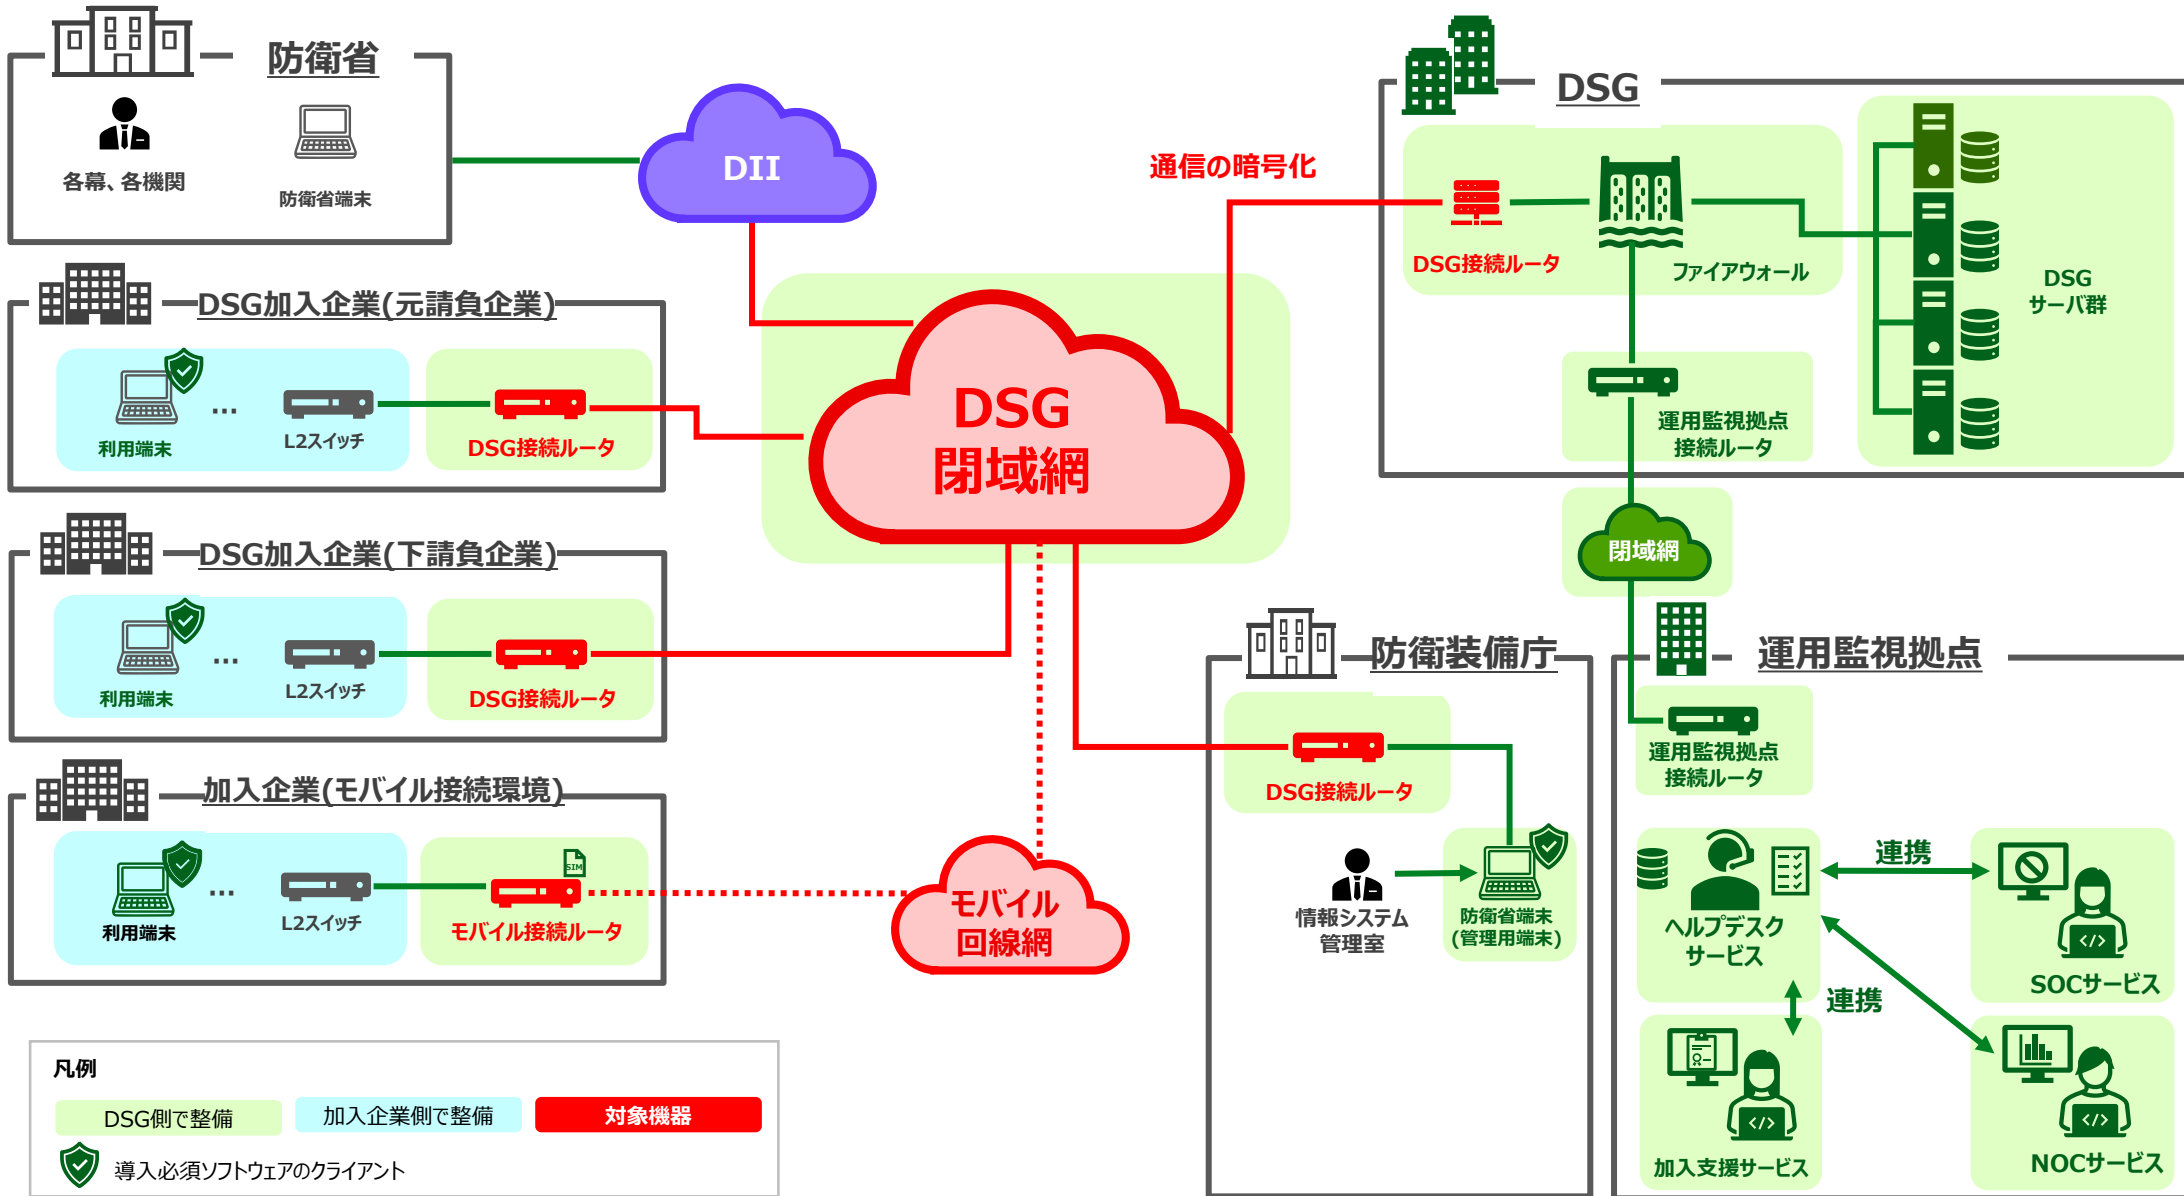 防衛省
各幕、各機関
防衛省端末
DII
DSG加入企業(元請負企業)
利用端末
...
L2スイッチ
DSG接続ルータ
DSG加入企業(下請負企業)
利用端末
...
L2スイッチ
DSG接続ルータ
加入企業(モバイル接続環境)
利用端末
...
L2スイッチ
SIM
モバイル接続ルータ
DSG
閉域網
モバイル
回線網
通信の暗号化
DSG
DSG接続ルータ
ファイアウォール
DSG
サーバ群
運用監視拠点
接続ルータ
閉域網
防衛装備庁
DSG接続ルータ
情報システム
管理室
防衛省端末
(管理用端末)
運用監視拠点
運用監視拠点
接続ルータ
ヘルプデスク
サービス
連携
</>
SOCサービス
連携
</>
加入支援サービス
</>
NOCサービス
凡例
DSG側で整備
加入企業側で整備
対象機器
導入必須ソフトウェアのクライアント